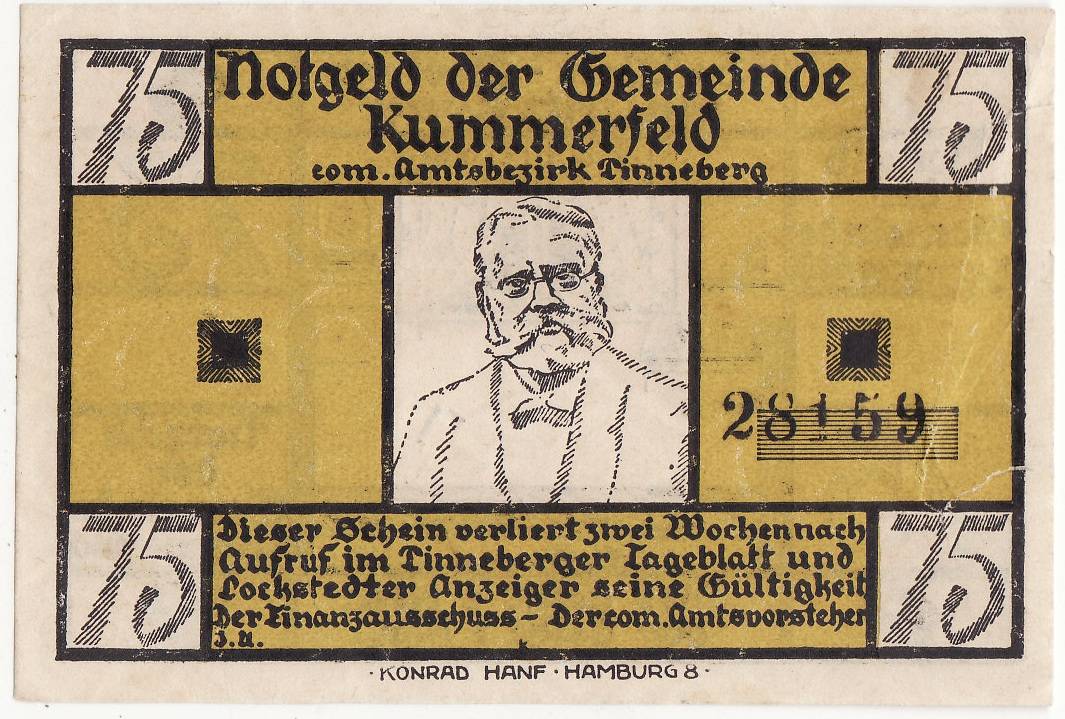 75 Notgeld der Gemeinde 75
Kummerfeld
com. Amtsbezirk Pinneberg
28159
75 Dieser Schein verliert zwei Wochen nach 75
Aufruf im Pinneberger Tageblatt und
Lockstedter Anzeiger seine Gültigkeit
Der Finanzausschuss - Der com. Amtsvorsteher
J.A.
· KONRAD HANF · HAMBURG 8 ·